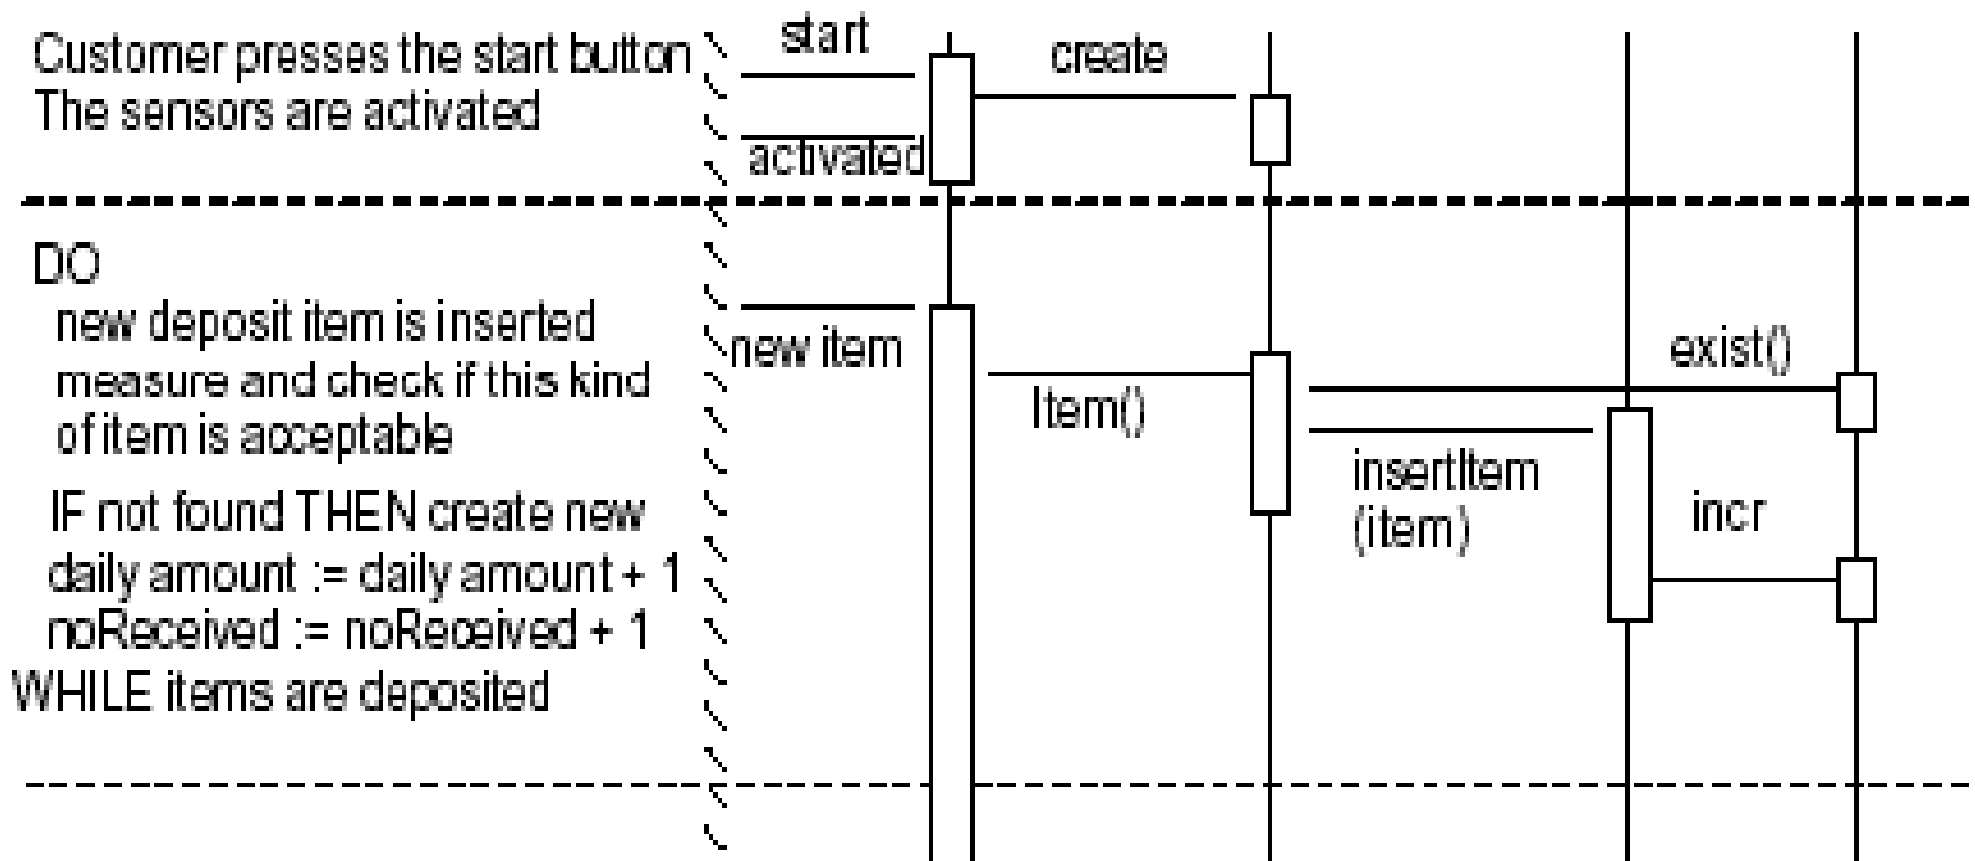 Customer presses the start button
The sensors are activated
start
create
activated
DO
new deposit item is inserted
measure and check if this kind
of item is acceptable
IF not found THEN create new
daily amount := daily amount + 1
noReceived := noReceived + 1
WHILE items are deposited
new item
Item()
exist()
insertItem
(item)
incr